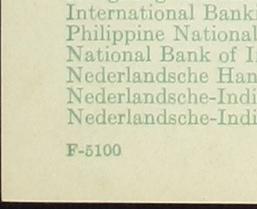 International Banki
Philippine National
National Bank of I
Nederlandsche Han
Nederlandsche-Indi
Nederlandsche-Indi
F-5100